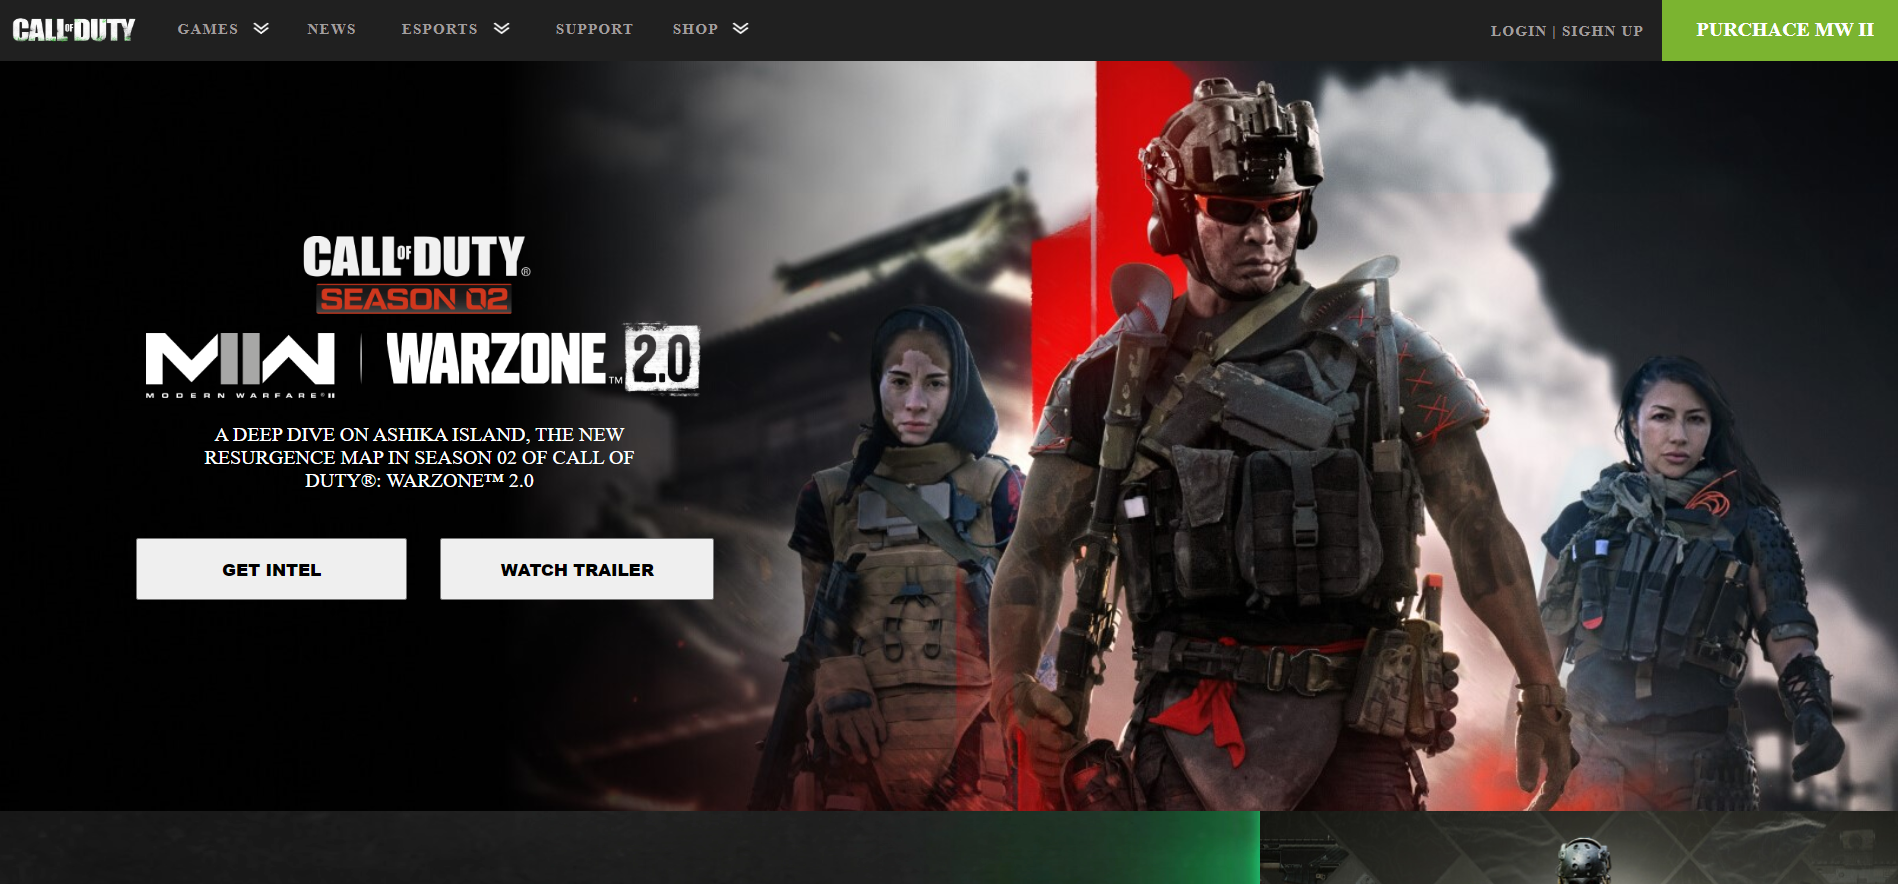 CALL OF DUTY
GAMES
NEWS
ESPORTS
SUPPORT
SHOP
LOGIN | SIGHN UP
PURCHACE MW II
CALL OF DUTY®
SEASON 02
MIIW
MODERN WARFARE® II
WARZONE™ 2.0
A DEEP DIVE ON ASHIKA ISLAND, THE NEW
RESURGENCE MAP IN SEASON 02 OF CALL OF
DUTY®: WARZONE™ 2.0
GET INTEL
WATCH TRAILER